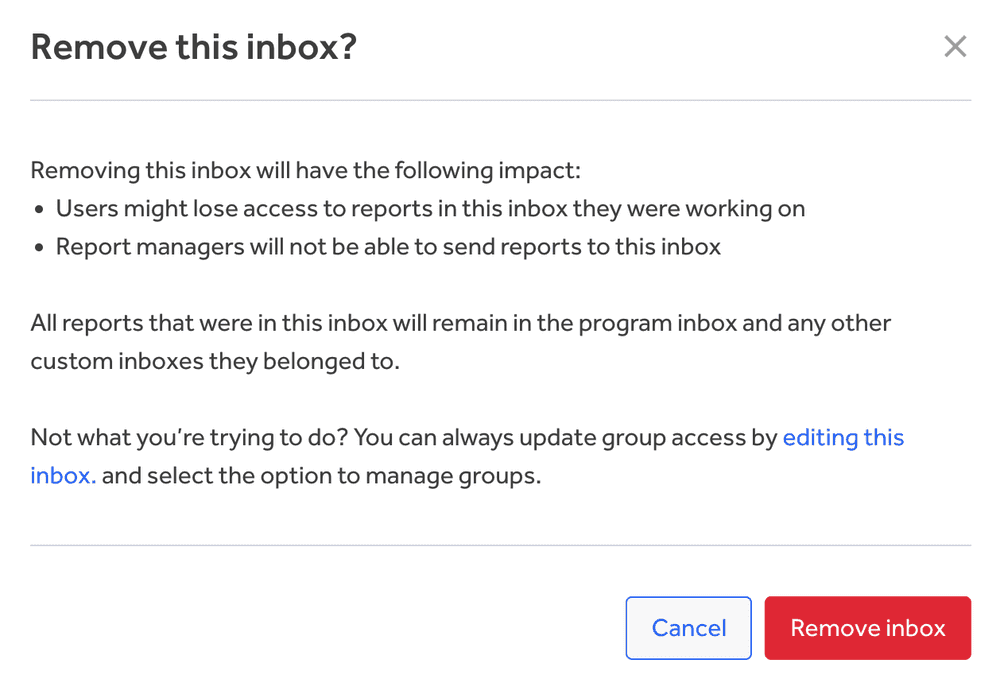 Remove this inbox?
Removing this inbox will have the following impact:
• Users might lose access to reports in this inbox they were working on
• Report managers will not be able to send reports to this inbox
All reports that were in this inbox will remain in the program inbox and any other
custom inboxes they belonged to.
Not what you’re trying to do? You can always update group access by editing this
inbox. and select the option to manage groups.
Cancel
Remove inbox